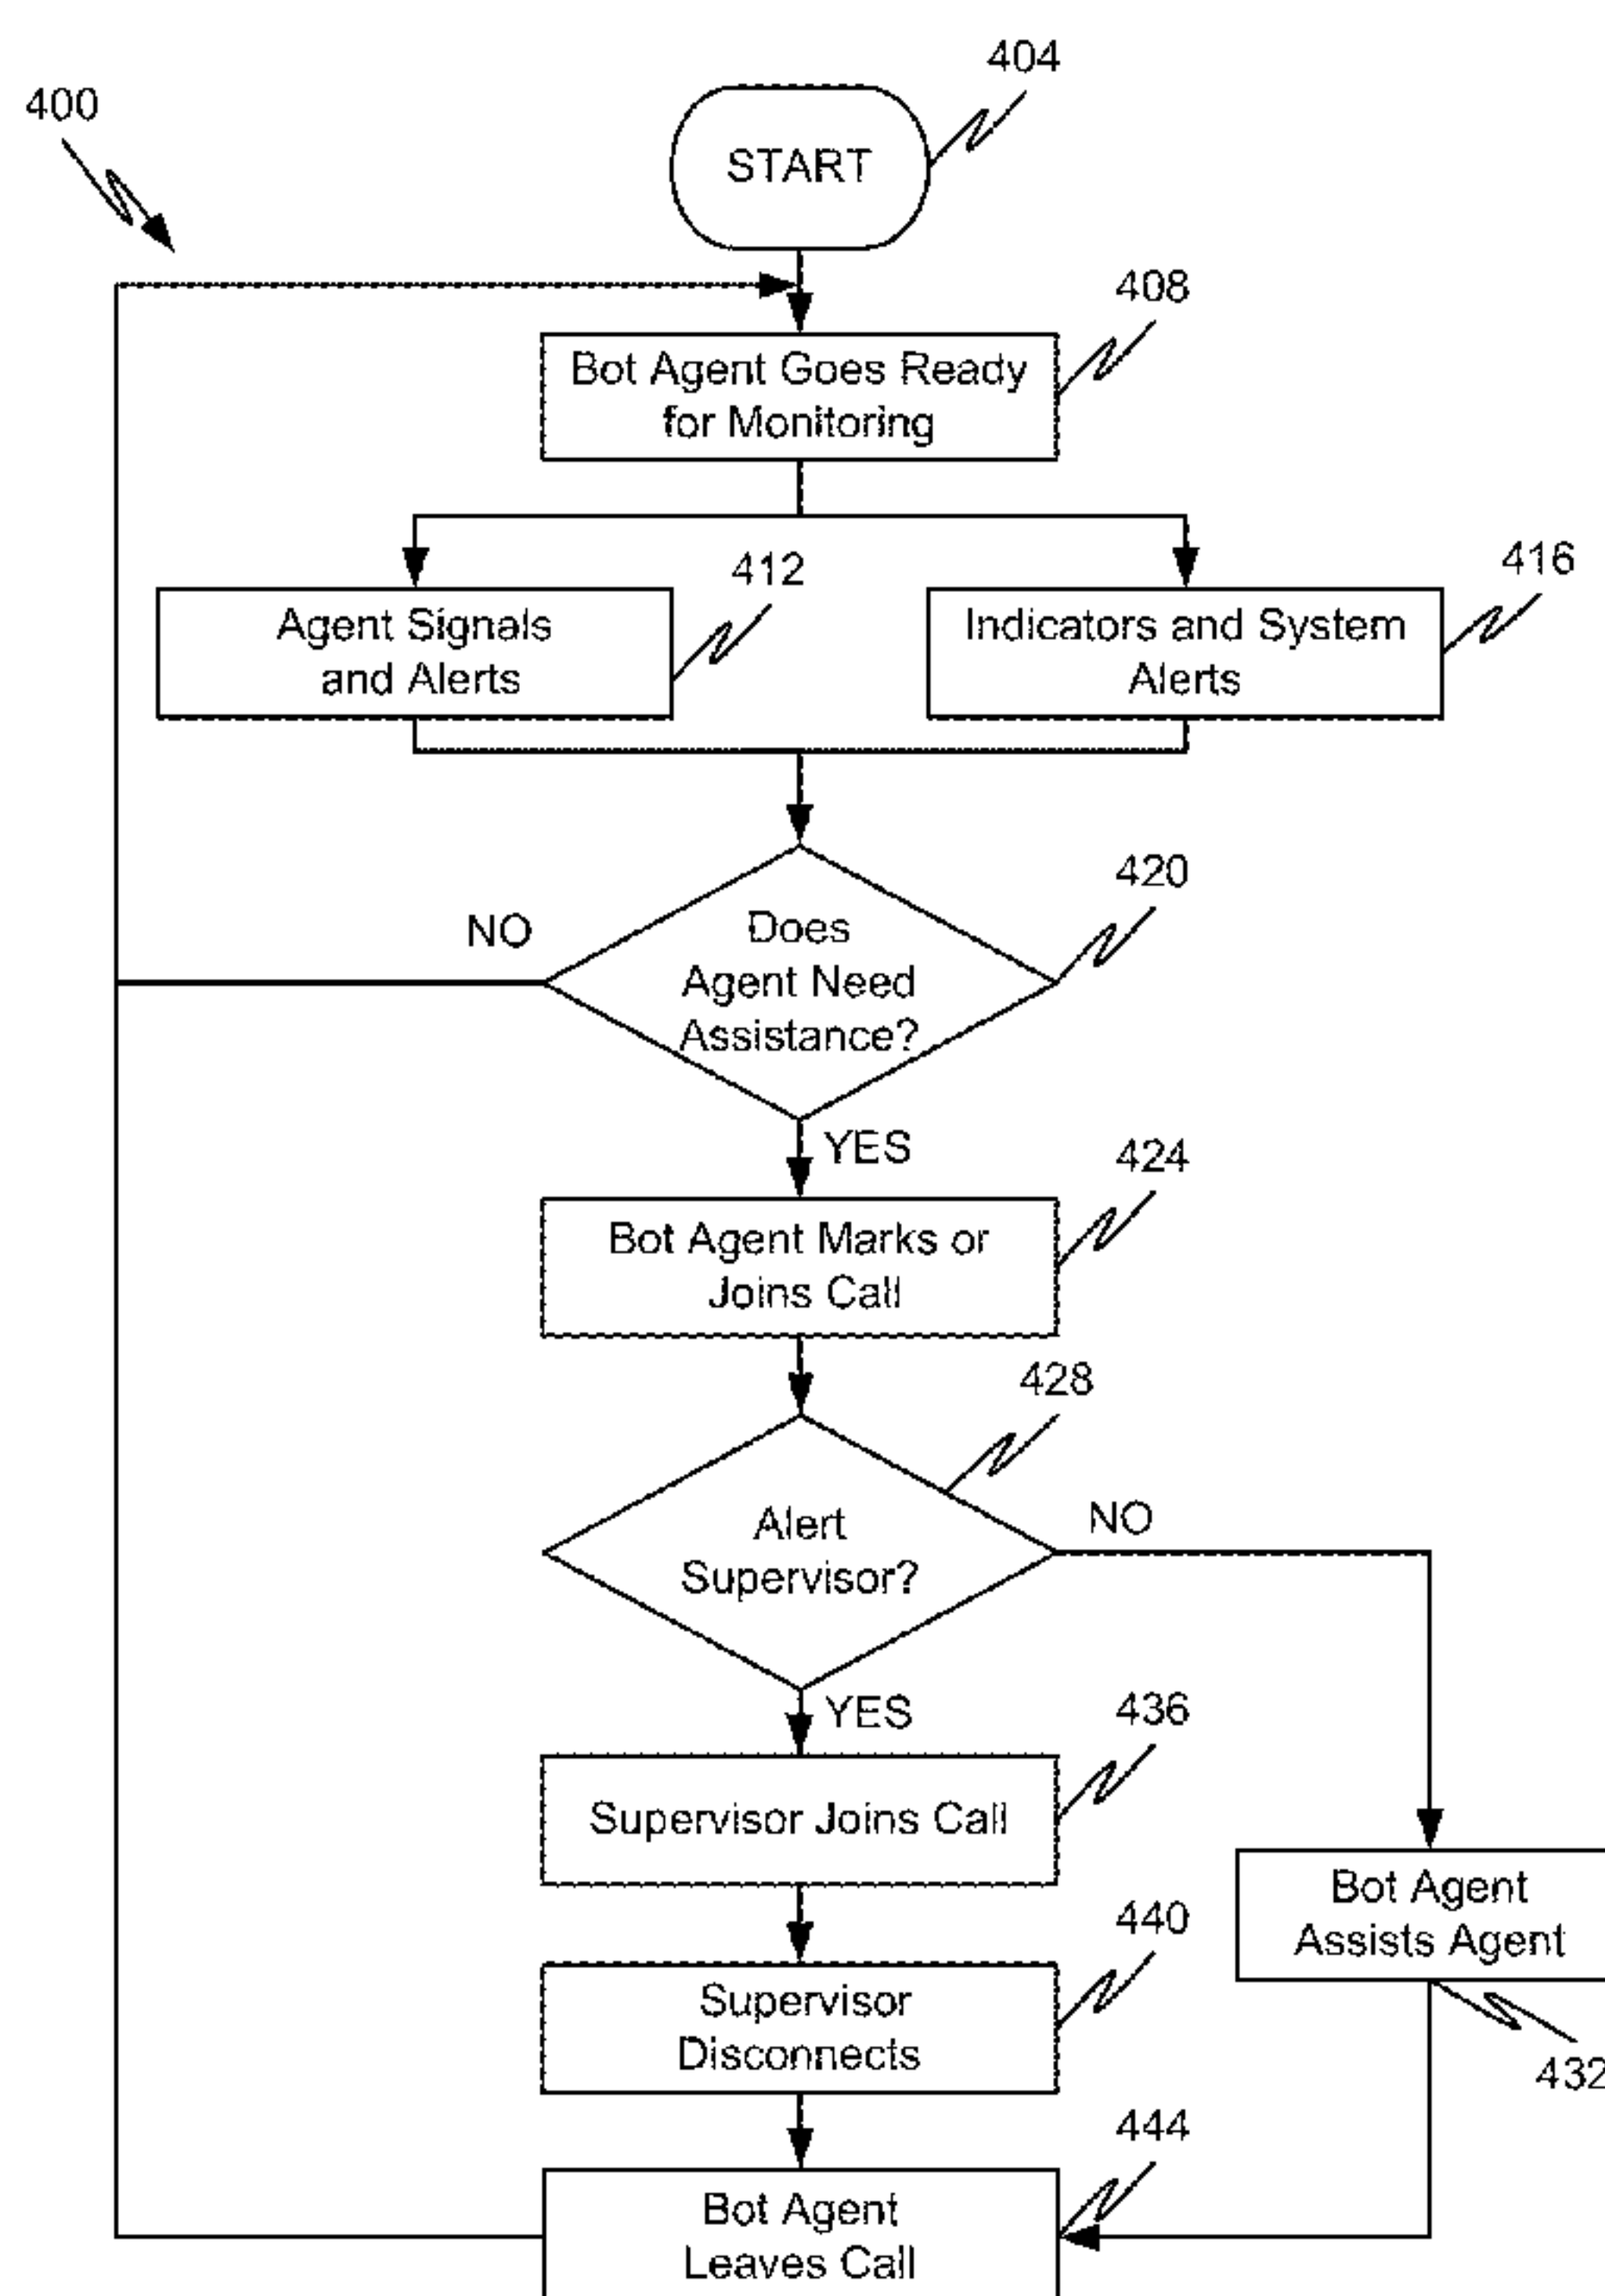 404
400
START
408
Bot Agent Goes Ready
for Monitoring
412
416
Agent Signals
and Alerts
Indicators and System
Alerts
420
NO
Does
Agent Need
Assistance?
YES
424
Bot Agent Marks or
Joins Call
428
Alert
Supervisor?
NO
YES
436
Supervisor Joins Call
Bot Agent
Assists Agent
440
Supervisor
Disconnects
432
444
Bot Agent
Leaves Call